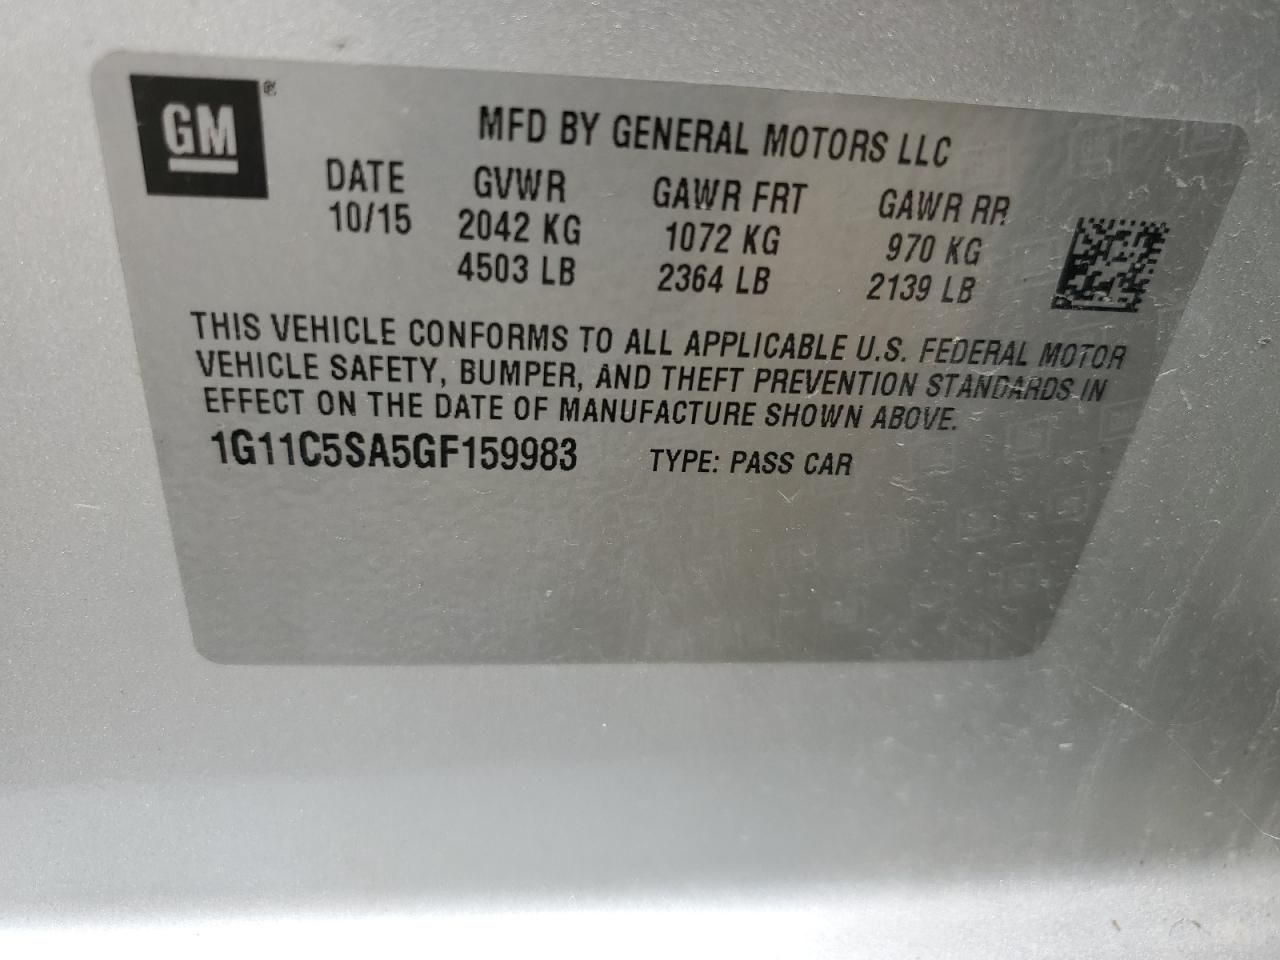 GM
MFD BY GENERAL MOTORS LLC
DATE GVWR GAWR FRT GAWR RR
10/15 2042 KG 1072 KG 970 KG
4503 LB 2364 LB 2139 LB
THIS VEHICLE CONFORMS TO ALL APPLICABLE U.S. FEDERAL MOTOR
VEHICLE SAFETY, BUMPER, AND THEFT PREVENTION STANDARDS IN
EFFECT ON THE DATE OF MANUFACTURE SHOWN ABOVE.
1G11C5SA5GF159983 TYPE: PASS CAR